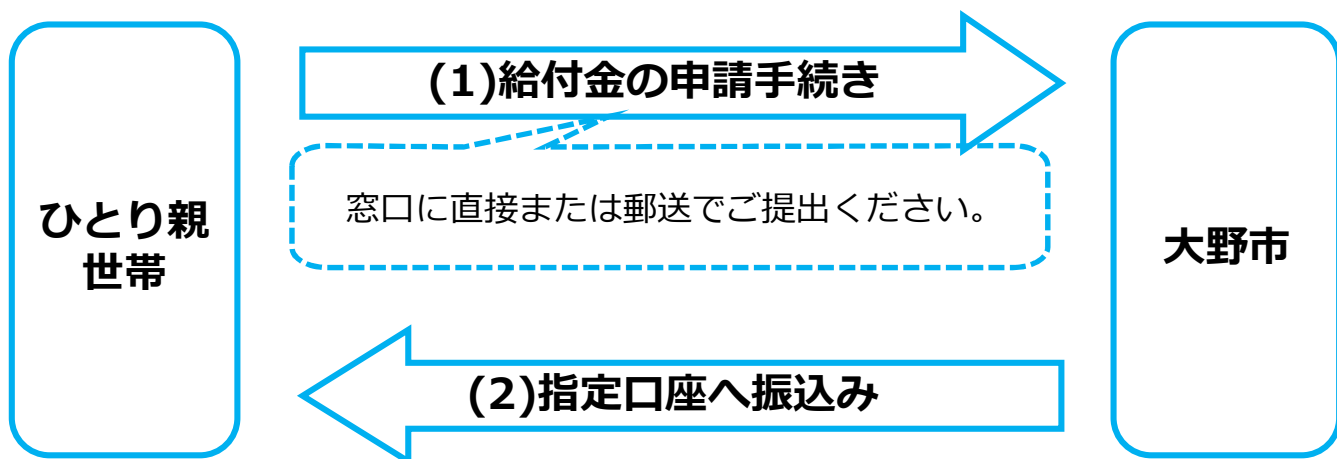 (1)給付金の申請手続き
窓口に直接または郵送でご提出ください。
ひとり親
世帯
大野市
(2)指定口座へ振込み